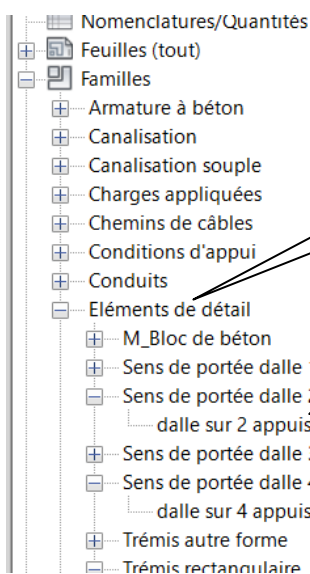 Nomenclatures/Quantités
Feuilles (tout)
Familles
Armature à béton
Canalisation
Canalisation souple
Charges appliquées
Chemins de câbles
Conditions d'appui
Conduits
Eléments de détail
M_Bloc de béton
Sens de portée dalle
Sens de portée dalle
dalle sur 2 appuis
Sens de portée dalle
Sens de portée dalle 4
dalle sur 4 appuis
Trémis autre forme
Trémis rectangulaire